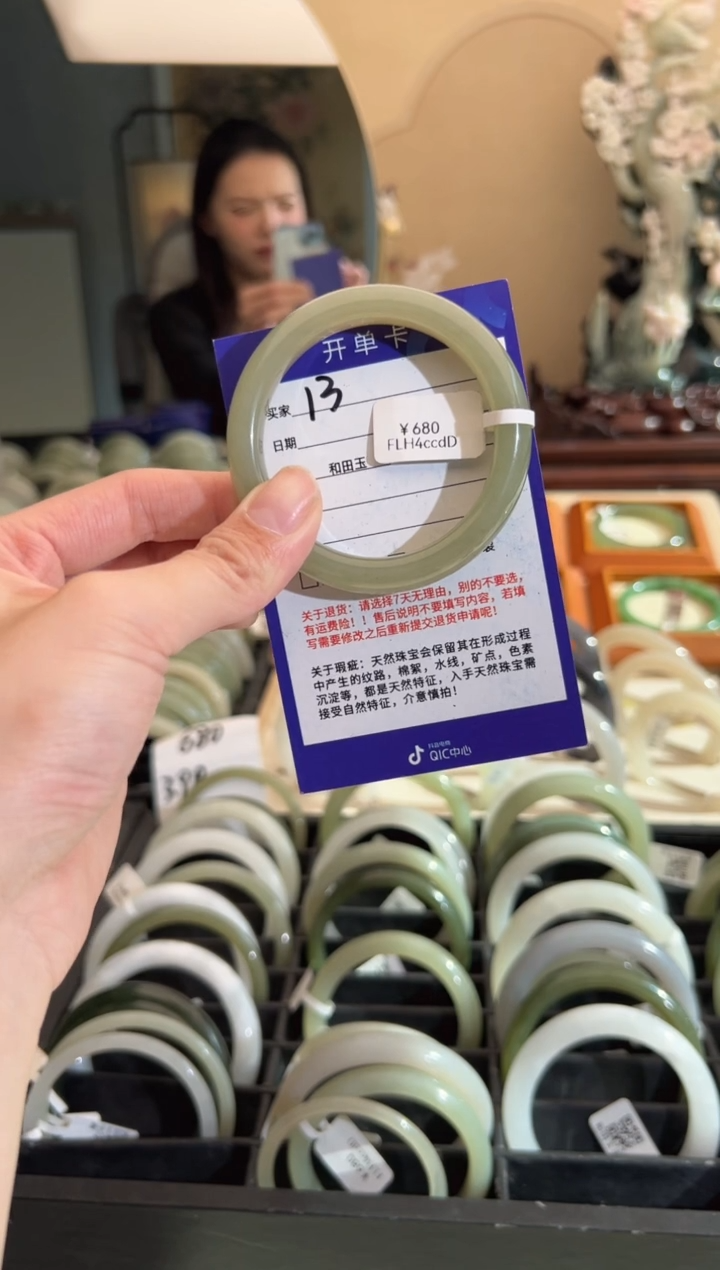 开单卡
买家 13
日期
¥680
FLH4ccdD
和田玉
装
关于退货：请选择7天无理由，别的不要选，
有运费险！！售后说明不要填写内容，若填
写需要修改之后重新提交退货申请呢！
关于瑕疵：天然珠宝会保留其在形成过程
中产生的纹路，棉絮，水线，矿点，色素
沉淀等，都是天然特征，入手天然珠宝需
接受自然特征，介意慎拍！
抖音电商
QIC中心
680